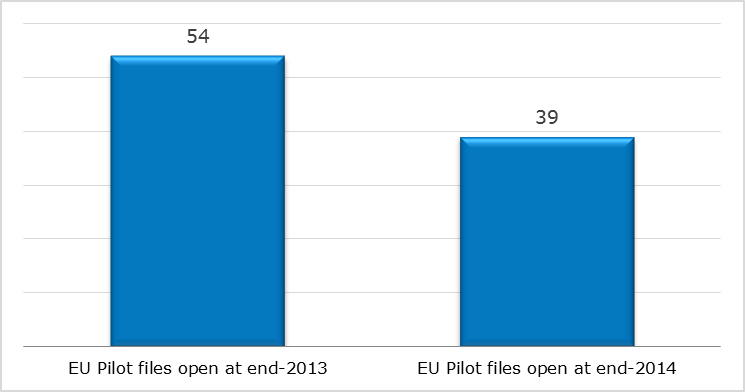 54
39
EU Pilot files open at end-2013
EU Pilot files open at end-2014